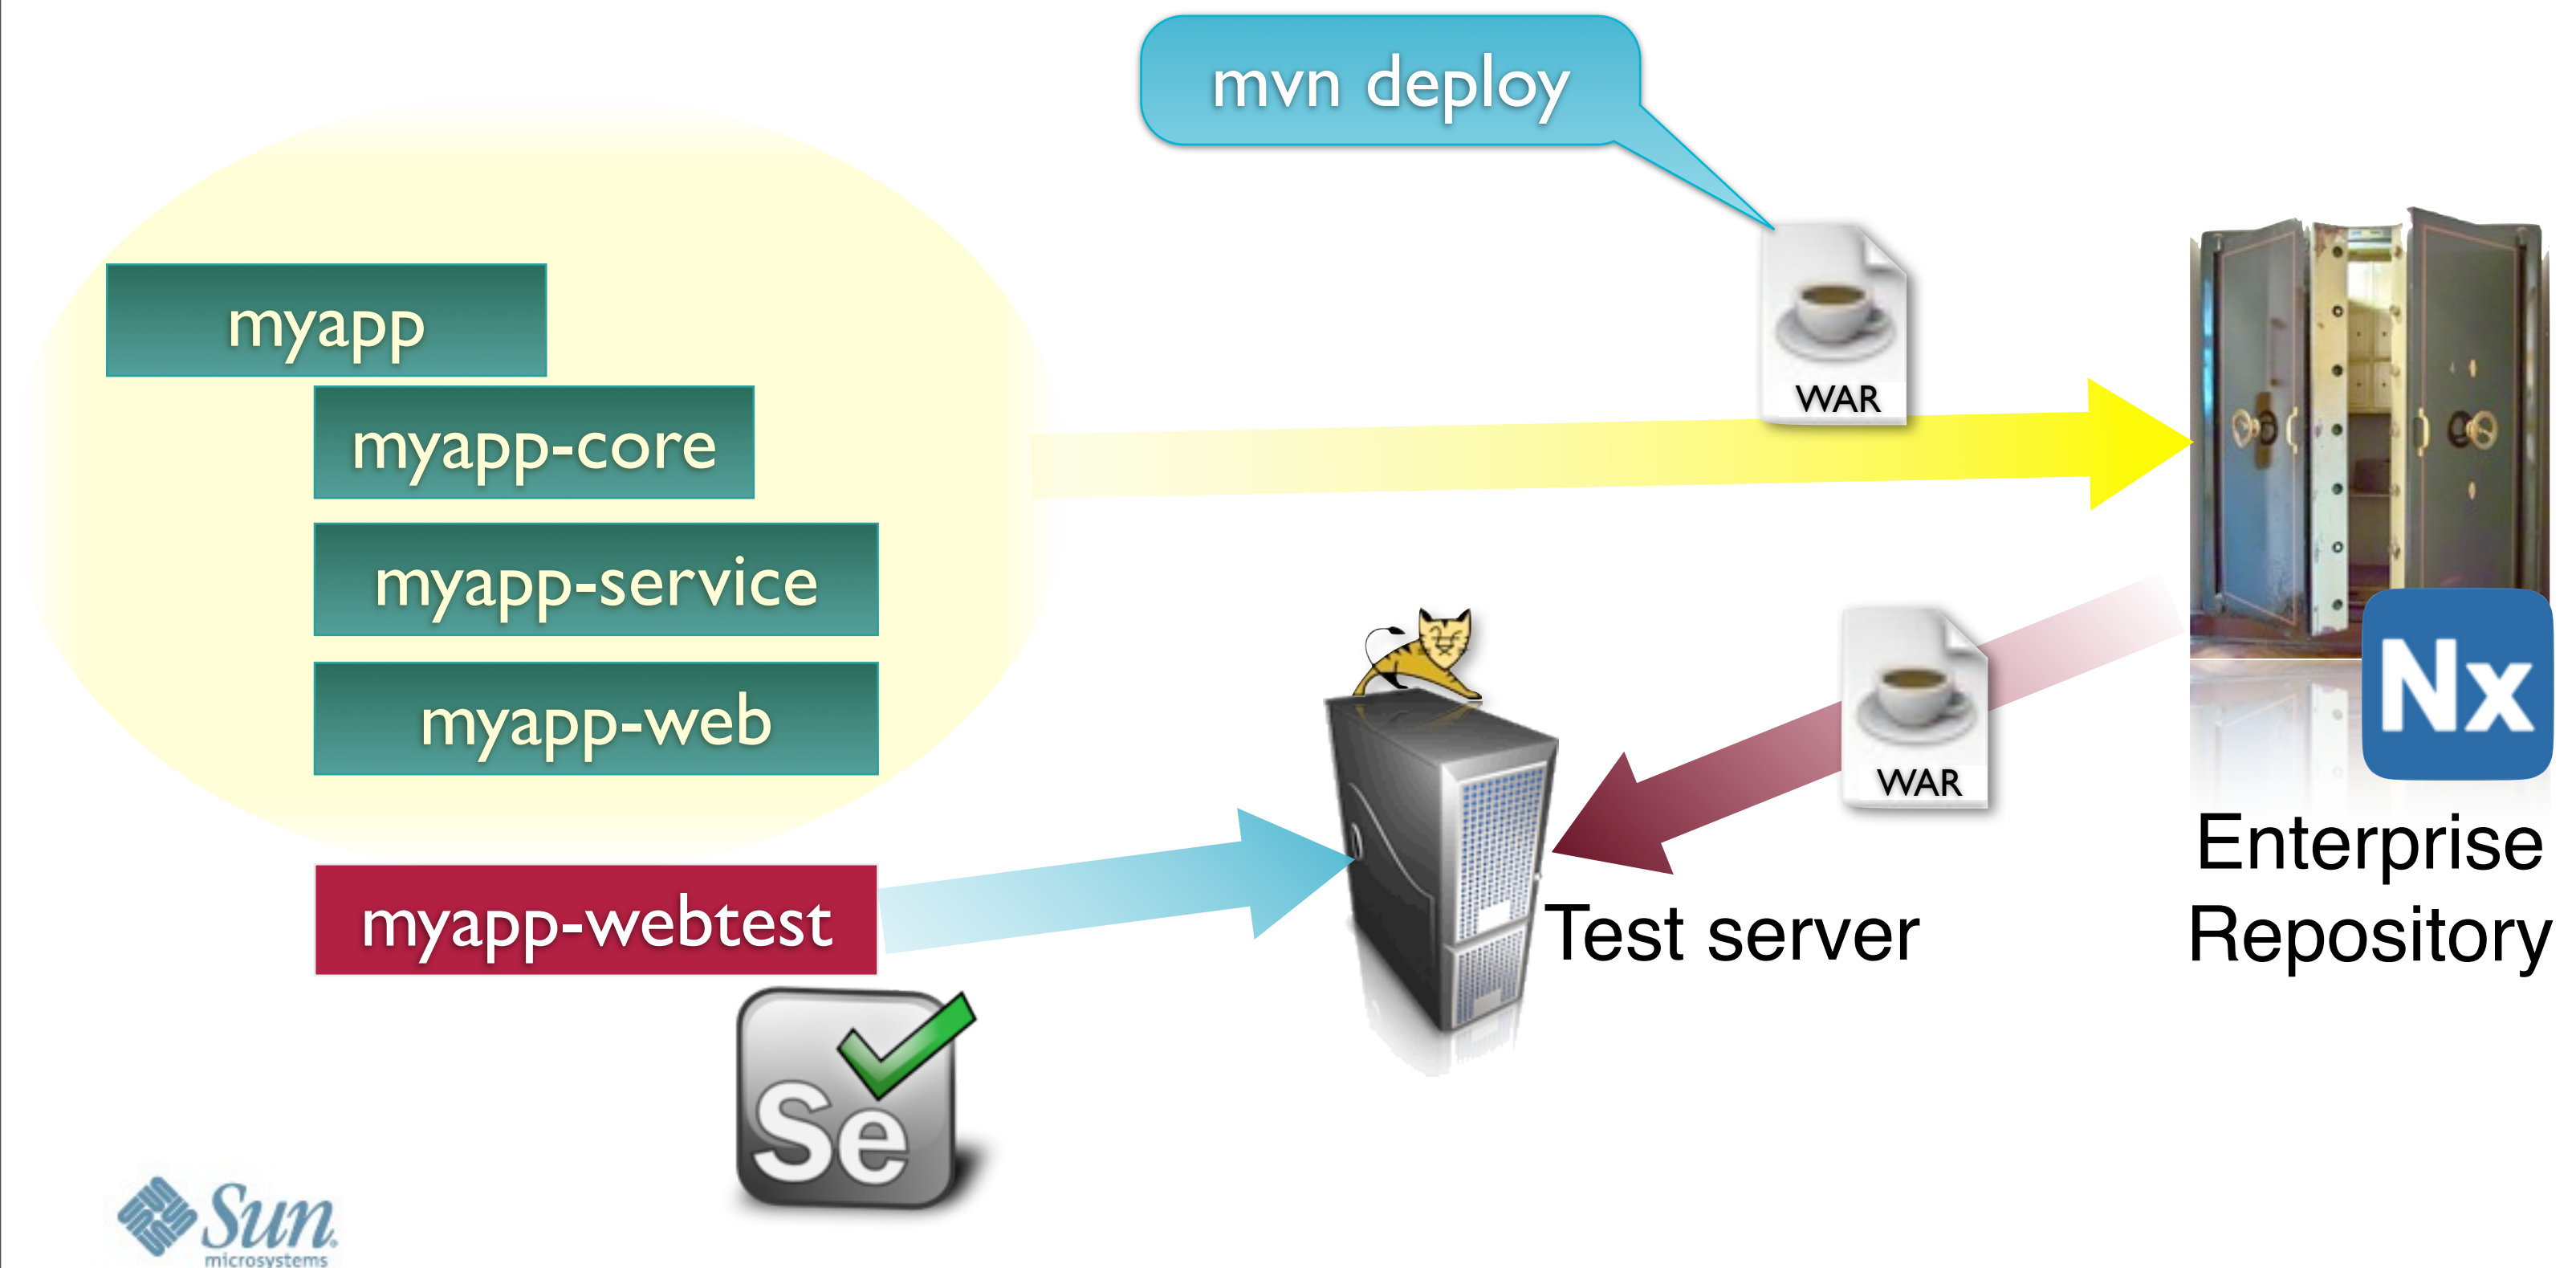 mvn deploy
myapp
myapp-core
myapp-service
myapp-web
myapp-webtest
WAR
WAR
Nx
Enterprise
Repository
Test server
Se
Sun
microsystems